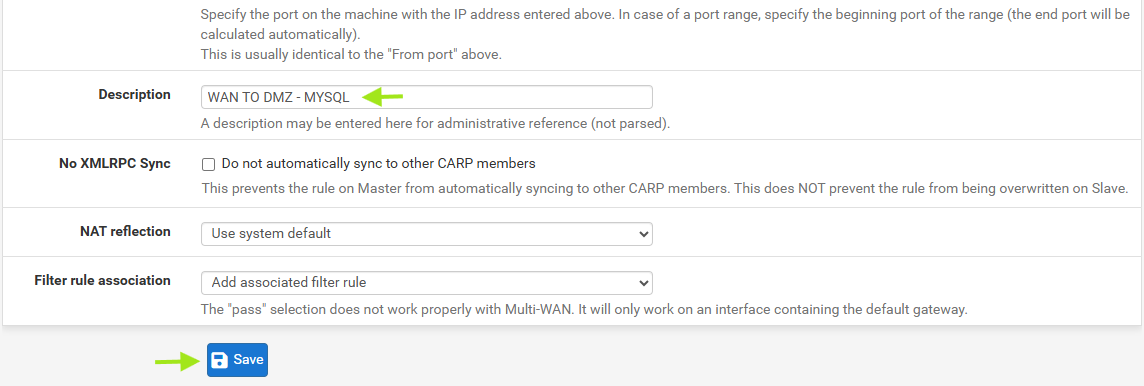 Specify the port on the machine with the IP address entered above. In case of a port range, specify the beginning port of the range (the end port will be
calculated automatically).
This is usually identical to the "From port" above.
Description
WAN TO DMZ - MYSQL
A description may be entered here for administrative reference (not parsed).
No XMLRPC Sync
Do not automatically sync to other CARP members
This prevents the rule on Master from automatically syncing to other CARP members. This does NOT prevent the rule from being overwritten on Slave.
NAT reflection
Use system default
Filter rule association
Add associated filter rule
The "pass" selection does not work properly with Multi-WAN. It will only work on an interface containing the default gateway.
Save